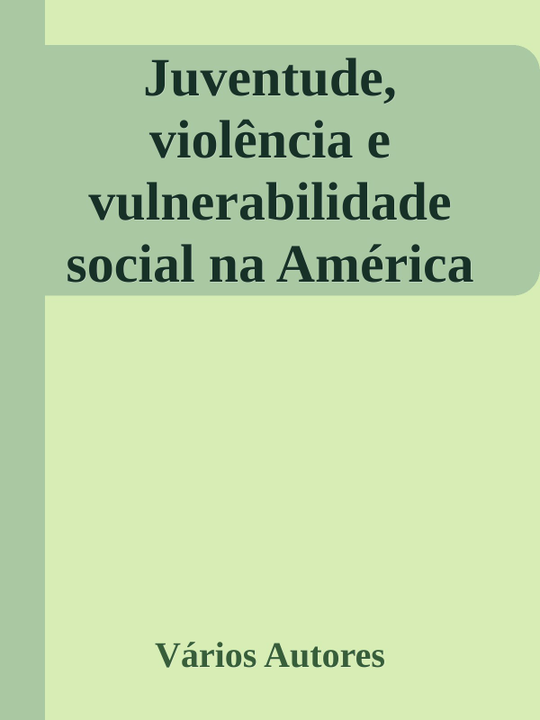 Juventude,
violência e
vulnerabilidade
social na América
Vários Autores